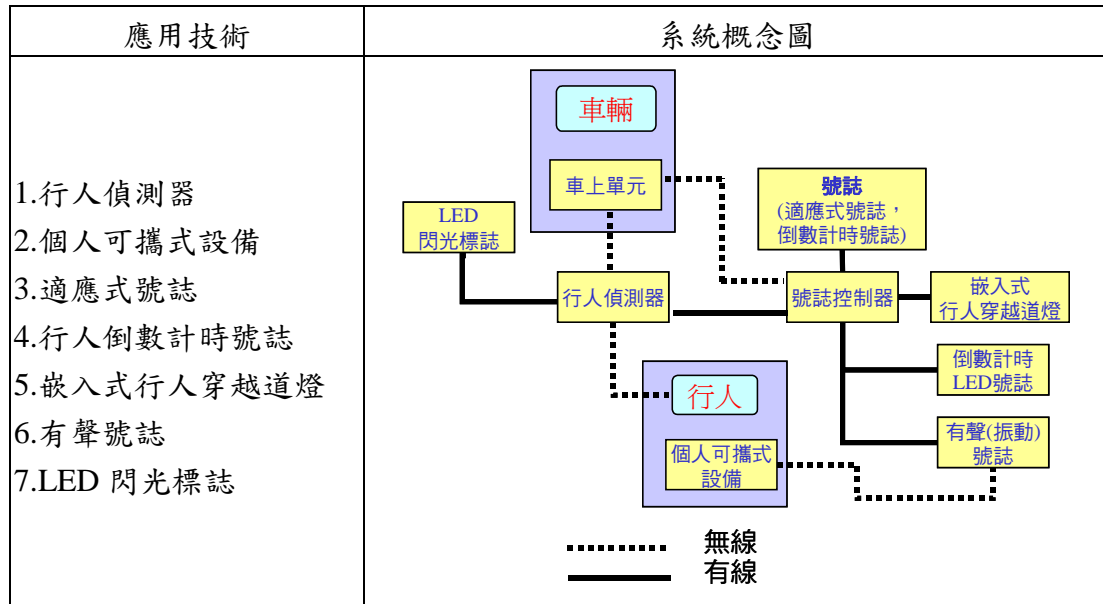 應用技術
系統概念圖
1.行人偵測器
2.個人可攜式設備
3.適應式號誌
4.行人倒數計時號誌
5.嵌入式行人穿越道燈
6.有聲號誌
7.LED 閃光標誌
車輛
車上單元
LED
閃光標誌
號誌
(適應式號誌，
倒數計時號誌)
行人偵測器
號誌控制器
嵌入式
行人穿越道燈
倒數計時
LED號誌
行人
個人可攜式
設備
有聲(振動)
號誌
無線
有線